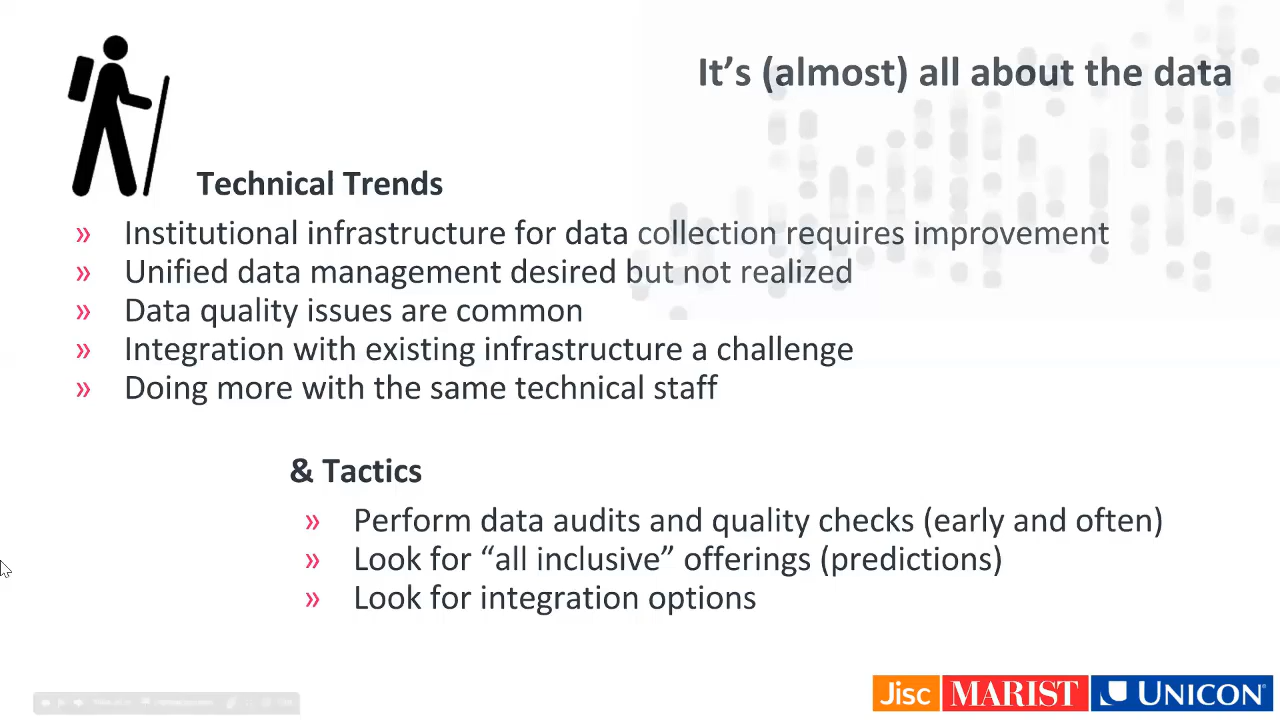 It's (almost) all about the data
Technical Trends
» Institutional infrastructure for data collection requires improvement
» Unified data management desired but not realized
» Data quality issues are common
» Integration with existing infrastructure a challenge
» Doing more with the same technical staff
& Tactics
» Perform data audits and quality checks (early and often)
» Look for “all inclusive” offerings (predictions)
» Look for integration options
Jisc MARIST UNICON®